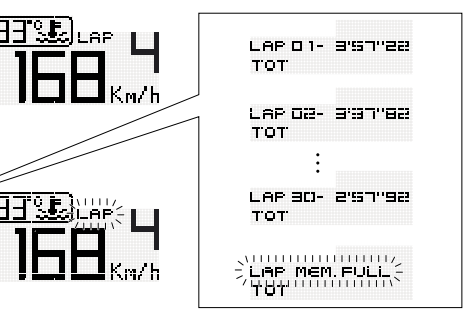 33°F LAP 4
168 Km/h
33°F LAP 4
168 Km/h
LAP 01- 3'57"22
TOT
LAP 02- 3'37"82
TOT
⋮
LAP 30- 2'57"92
TOT
LAP MEM. FULL
TOT